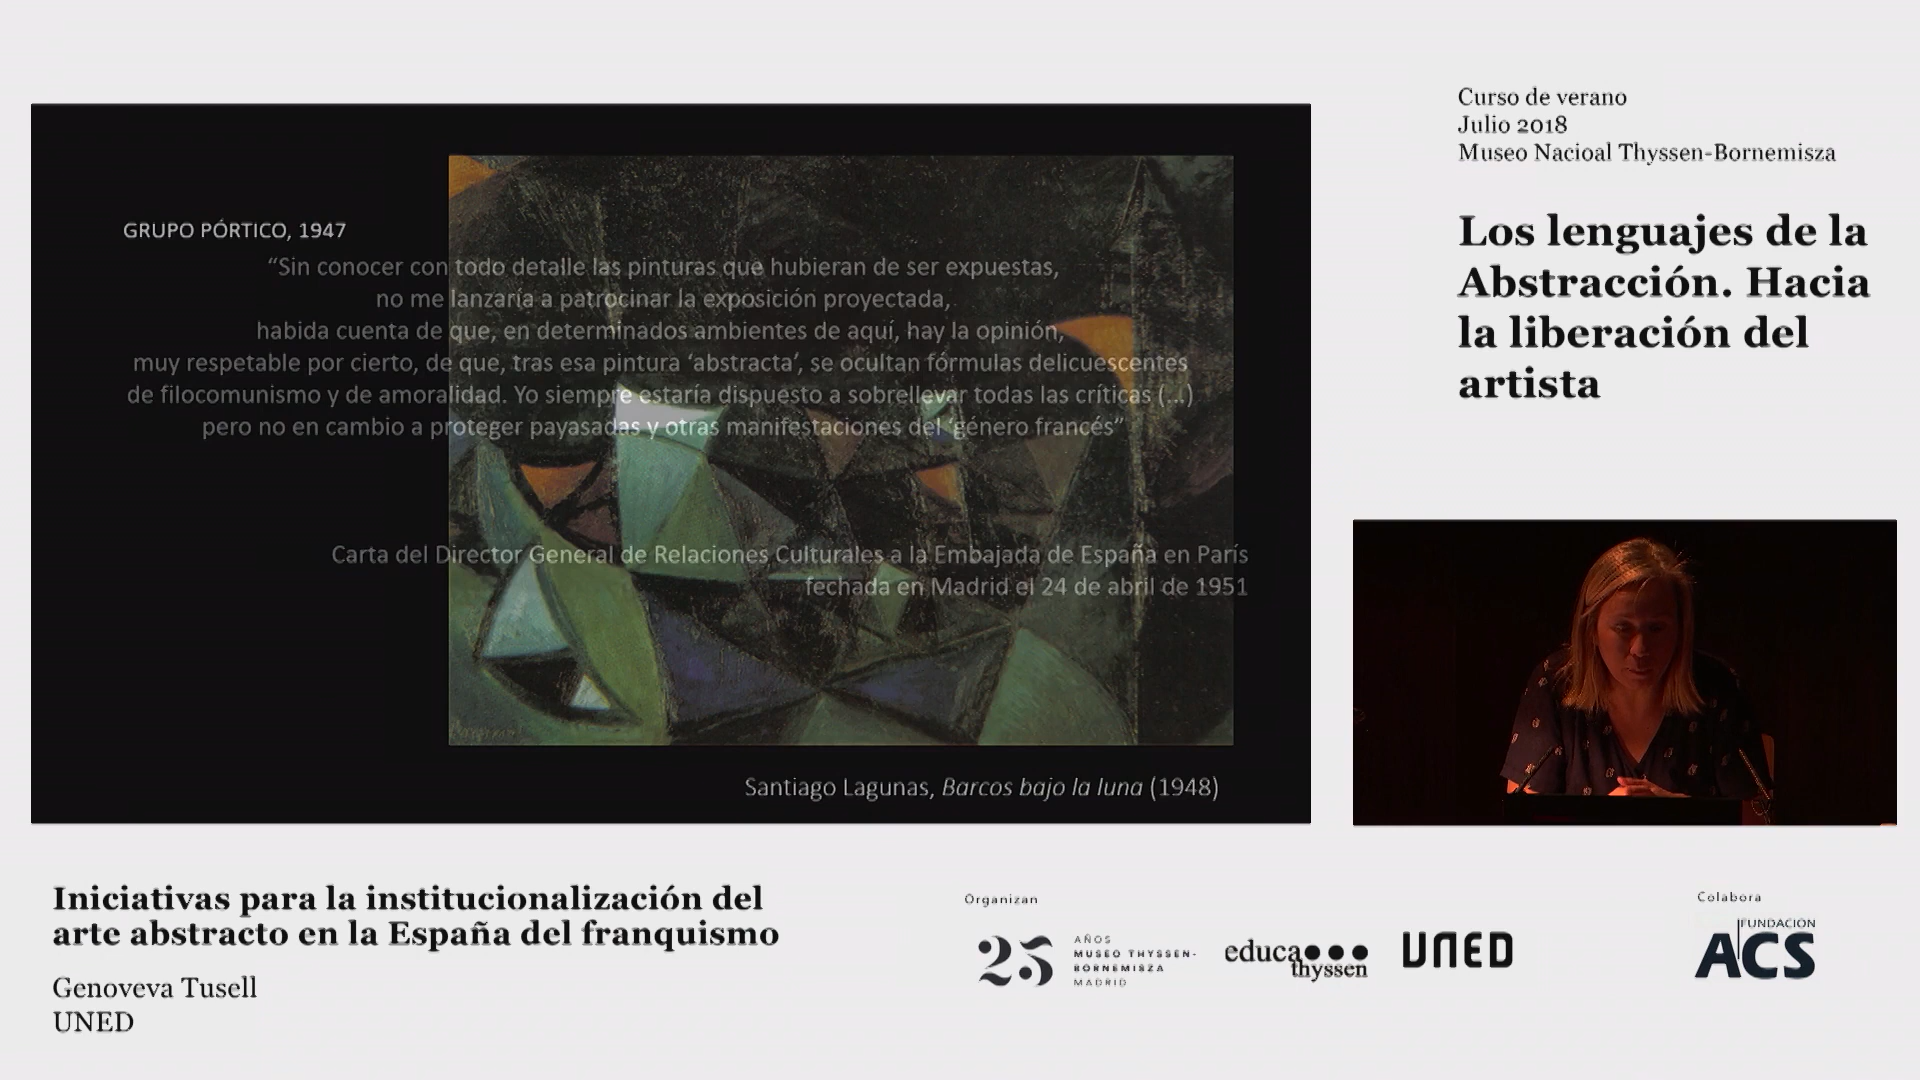 Curso de verano
Julio 2018
Museo Nacioal Thyssen-Bornemisza
Los lenguajes de la
Abstracción. Hacia
la liberación del
artista
GRUPO PÓRTICO, 1947
“Sin conocer con todo detalle las pinturas que hubieran de ser expuestas,
no me lanzaría a patrocinar la exposición proyectada,
habida cuenta de que, en determinados ambientes de aquí, hay la opinión,
muy respetable por cierto, de que, tras esa pintura ‘abstracta’, se ocultan fórmulas delicuescentes
de filocomunismo y de amoralidad. Yo siempre estaría dispuesto a sobrellevar todas las críticas (...)
pero no en cambio a proteger payasadas y otras manifestaciones del ‘género francés”
Carta del Director General de Relaciones Culturales a la Embajada de España en París
fechada en Madrid el 24 de abril de 1951
Santiago Lagunas, Barcos bajo la luna (1948)
Iniciativas para la institucionalización del
arte abstracto en la España del franquismo
Genoveva Tusell
UNED
Organizan
25
AÑOS
MUSEO THYSSEN-
BORNEMISZA
MADRID
educa
thyssen
UNED
Colabora
FUNDACIÓN
ACS